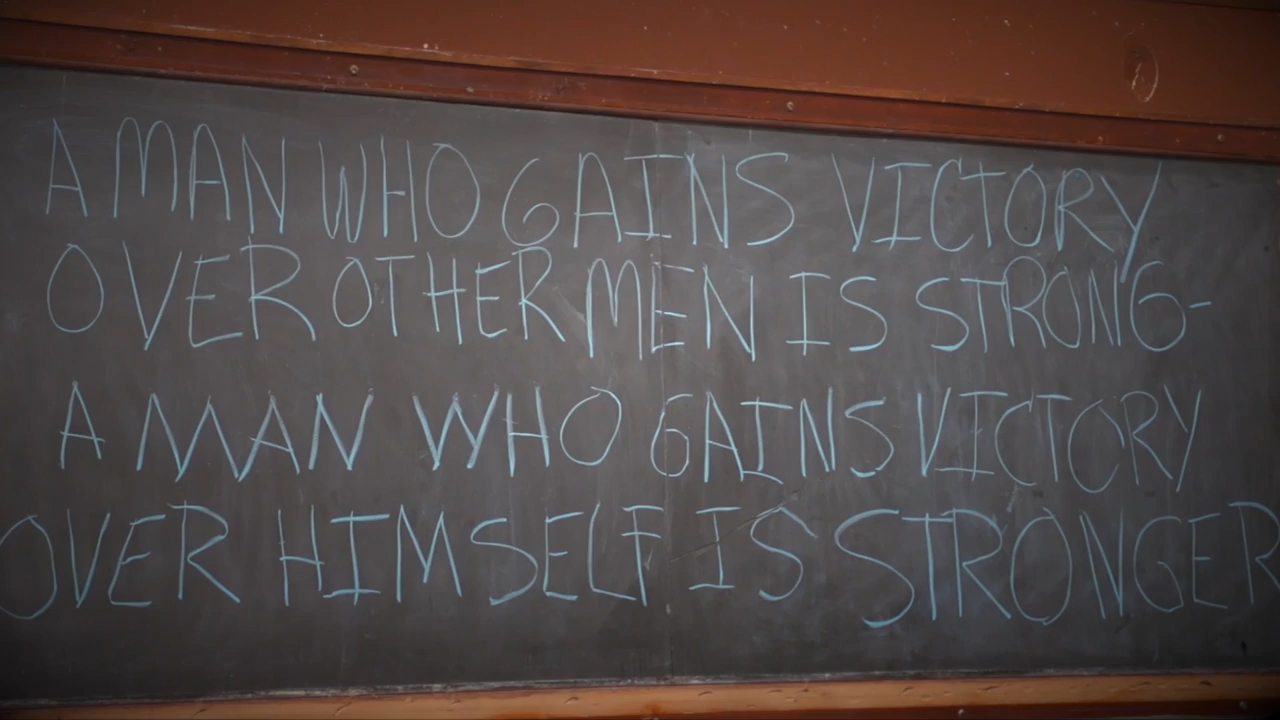 A MAN WHO GAINS VICTORY
OVER OTHER MEN IS STRONG-
A MAN WHO GAINS VICTORY
OVER HIMSELF IS STRONGER